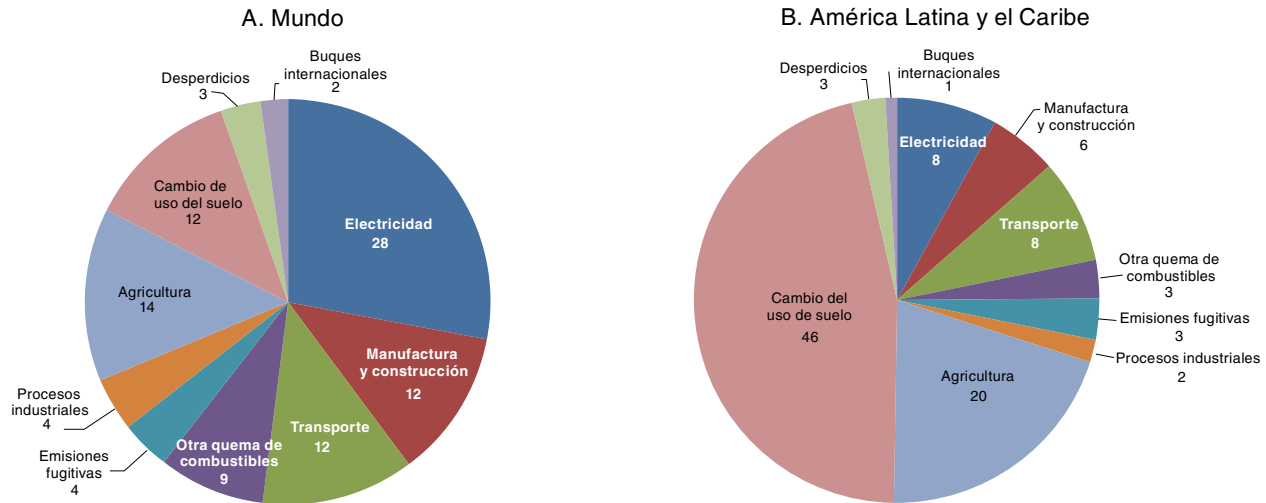 A. Mundo
Buques
internacionales
2
Desperdicios
3
Cambio de
uso del suelo
12
Electricidad
28
Agricultura
14
Manufactura
y construcción
12
Procesos
industriales
4
Transporte
12
Otra quema de
combustibles
9
Emisiones
fugitivas
4
B. América Latina y el Caribe
Buques
internacionales
1
Desperdicios
3
Manufactura
y construcción
6
Electricidad
8
Transporte
8
Otra quema de
combustibles
3
Cambio del
uso de suelo
46
Emisiones fugitivas
3
Procesos industriales
2
Agricultura
20